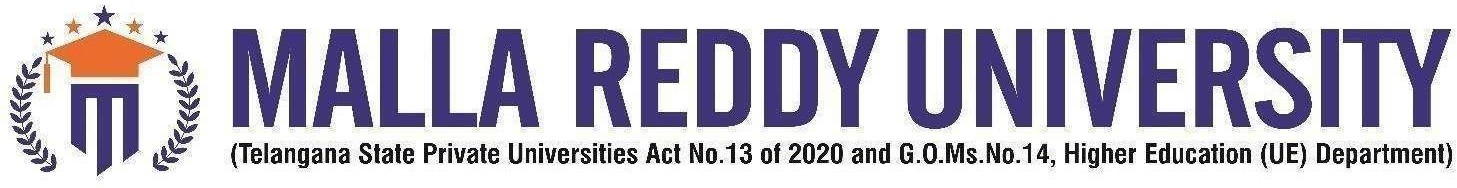 MALLA REDDY UNIVERSITY
(Telangana State Private Universities Act No.13 of 2020 and G.O.Ms.No.14, Higher Education (UE) Department)